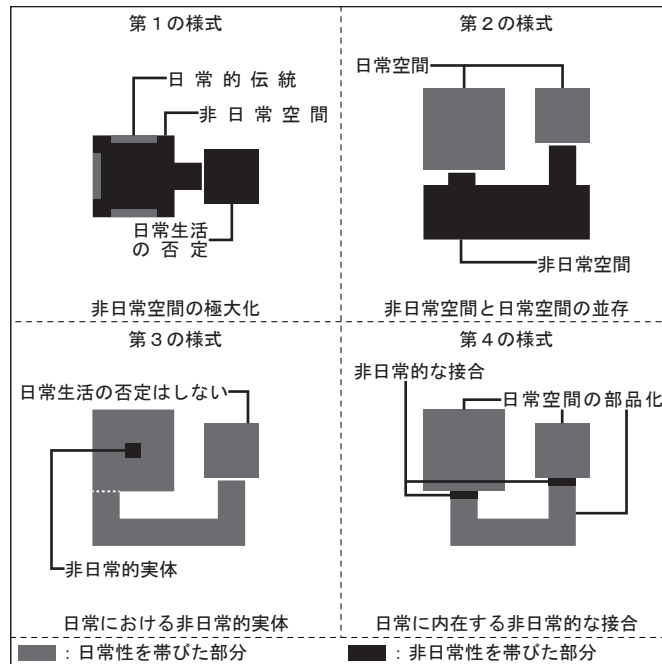 第1の様式
日常的伝統
非日常空間
日常生活
の否定
非日常空間の極大化
第2の様式
日常空間
非日常空間
非日常空間と日常空間の並存
第3の様式
日常生活の否定はしない
非日常的実体
日常における非日常的実体
第4の様式
非日常的な接合
日常空間の部品化
日常に内在する非日常的な接合
：日常性を帯びた部分
：非日常性を帯びた部分